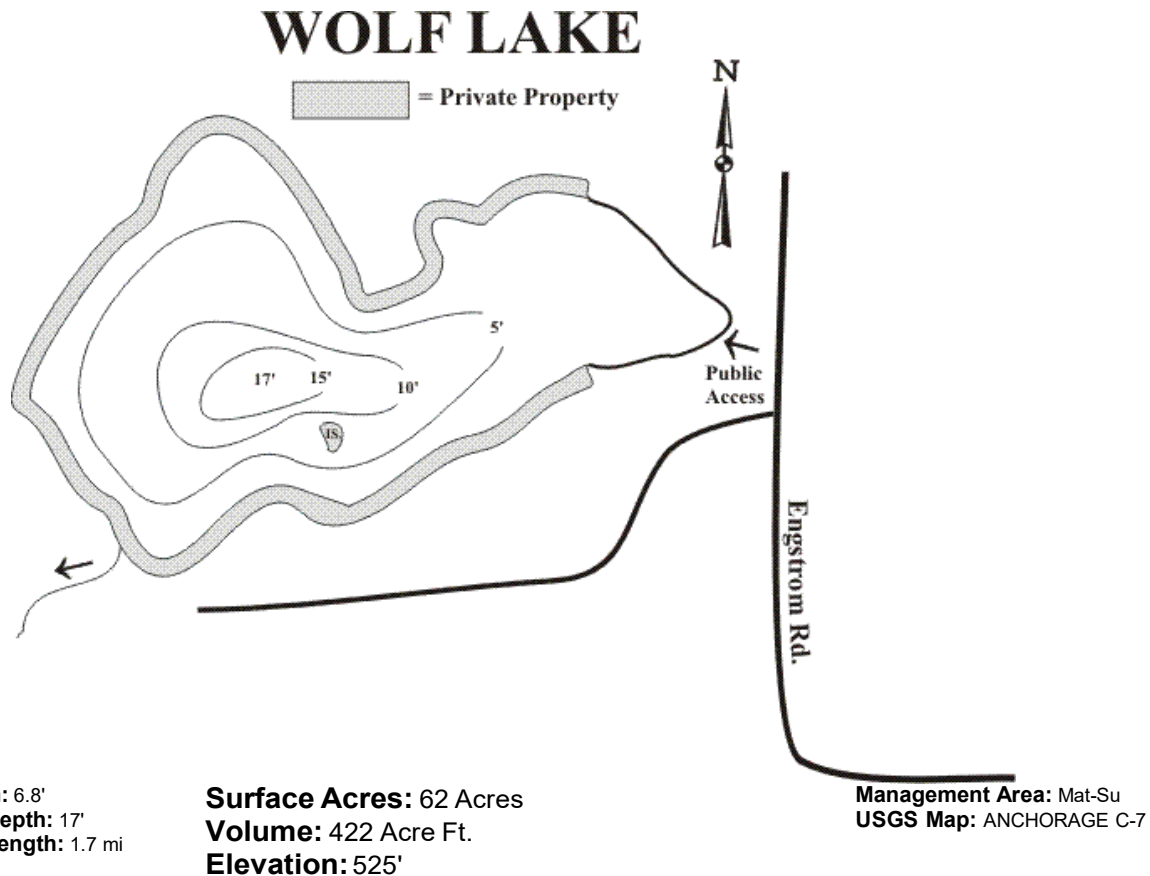 WOLF LAKE
= Private Property
N
5'
17'
15'
10'
IS.
Public
Access
Engstrom Rd.
: 6.8'
epth: 17'
ength: 1.7 mi
Surface Acres: 62 Acres
Volume: 422 Acre Ft.
Elevation: 525'
Management Area: Mat-Su
USGS Map: ANCHORAGE C-7